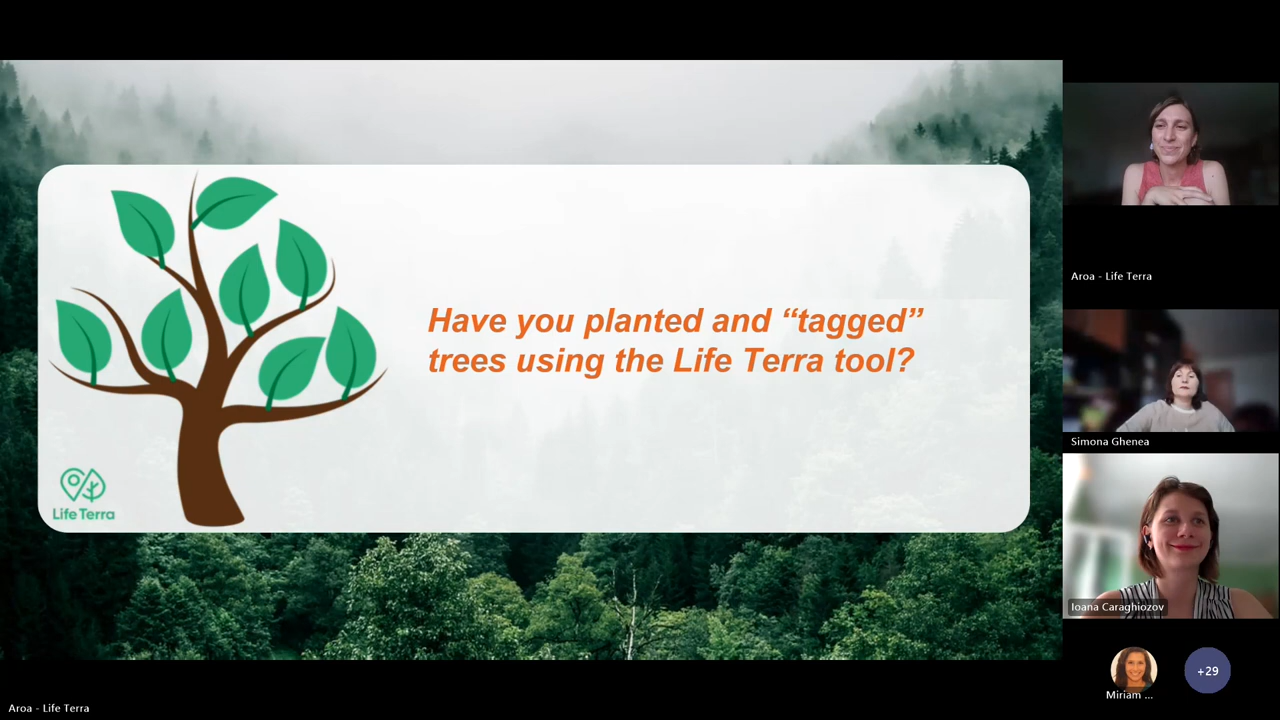 Have you planted and “tagged”
trees using the Life Terra tool?
Life Terra
Aroa - Life Terra
Simona Ghenea
Ioana Caraghiozov
Miriam ...
+29
Aroa - Life Terra